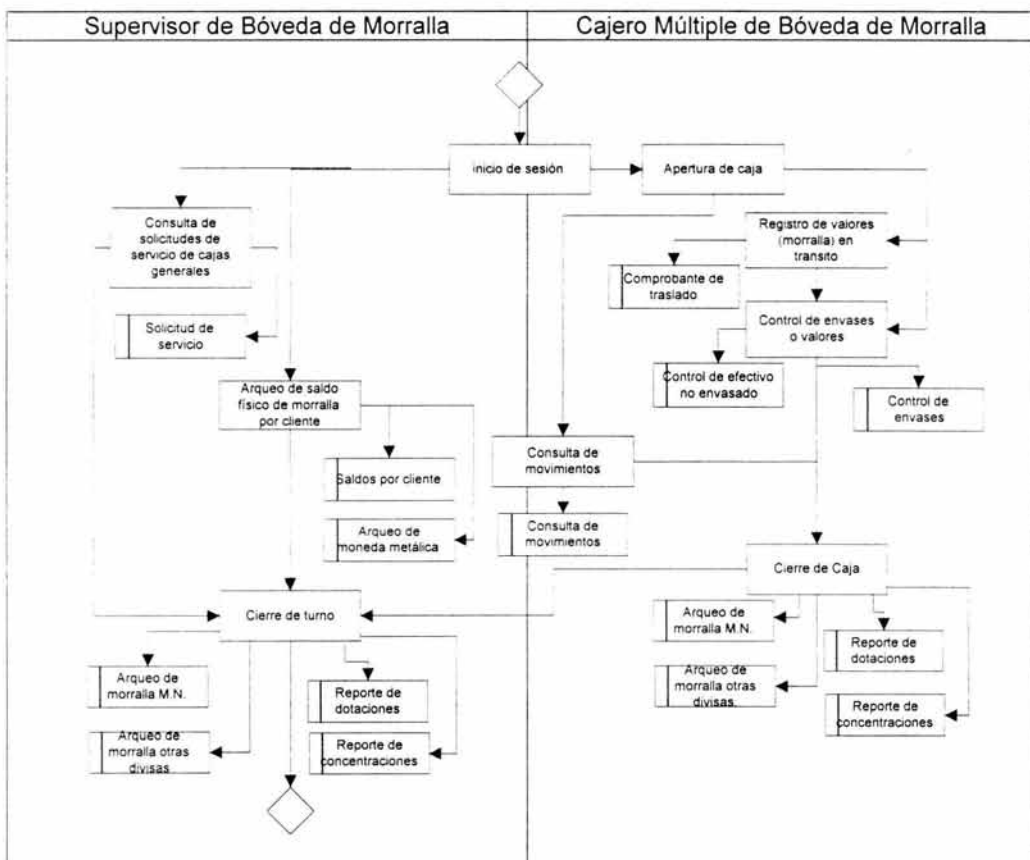 Supervisor de Bóveda de Morralla
Cajero Múltiple de Bóveda de Morralla
inicio de sesión
Apertura de caja
Consulta de
solicitudes de
servicio de cajas
generales
Registro de valores
(morralla) en
transito
Comprobante de
traslado
Solicitud de
servicio
Control de envases
o valores
Control de efectivo
no envasado
Control de
envases
Arqueo de saldo
físico de morralla
por cliente
Saldos por cliente
Consulta de
movimientos
Arqueo de
moneda metálica
Consulta de
movimientos
Cierre de Caja
Cierre de turno
Arqueo de
morralla M.N.
Reporte de
dotaciones
Arqueo de
morralla otras
divisas.
Reporte de
concentraciones
Arqueo de
morralla M.N.
Reporte de
dotaciones
Arqueo de
morralla otras
divisas
Reporte de
concentraciones